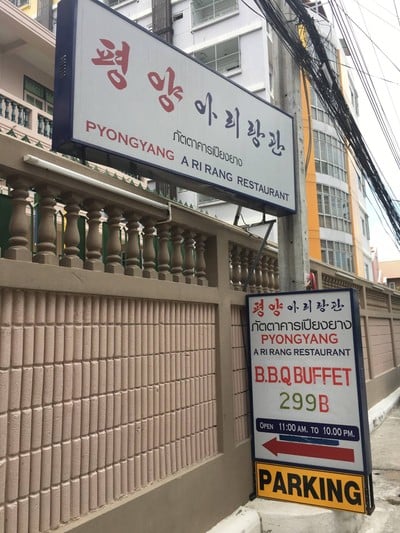 평양 아리랑관
ภัตตาคารเปียงยาง
PYONGYANG A RI RANG RESTAURANT
평양 아리랑관
ภัตตาคารเปียงยาง
PYONGYANG
A RI RANG RESTAURANT
B.B.Q BUFFET
299B
OPEN 11:00 AM. TO 10.00 PM.
PARKING